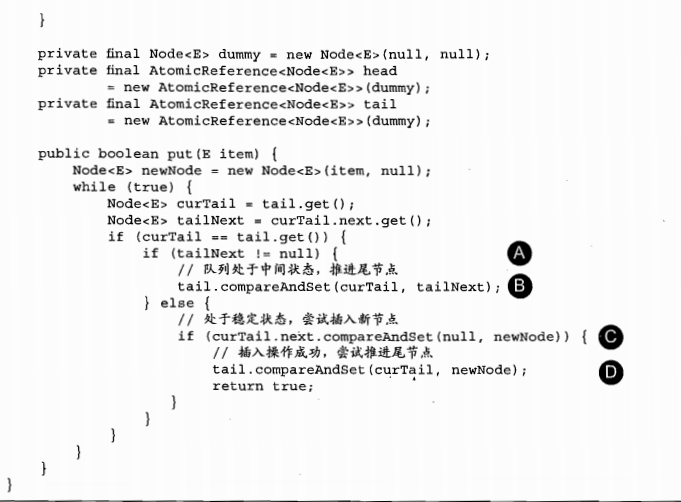 }

    private final Node<E> dummy = new Node<E>(null, null);
    private final AtomicReference<Node<E>> head
            = new AtomicReference<Node<E>>(dummy);
    private final AtomicReference<Node<E>> tail
            = new AtomicReference<Node<E>>(dummy);

    public boolean put(E item) {
        Node<E> newNode = new Node<E>(item, null);
        while (true) {
            Node<E> curTail = tail.get();
            Node<E> tailNext = curTail.next.get();
            if (curTail == tail.get()) {
                if (tailNext != null) { A
                    // 队列处于中间状态，推进尾节点
                    tail.compareAndSet(curTail, tailNext); B
                } else {
                    // 处于稳定状态，尝试插入新节点
                    if (curTail.next.compareAndSet(null, newNode)) { C
                        // 插入操作成功，尝试推进尾节点
                        tail.compareAndSet(curTail, newNode); D
                        return true;
                    }
                }
            }
        }
    }
}